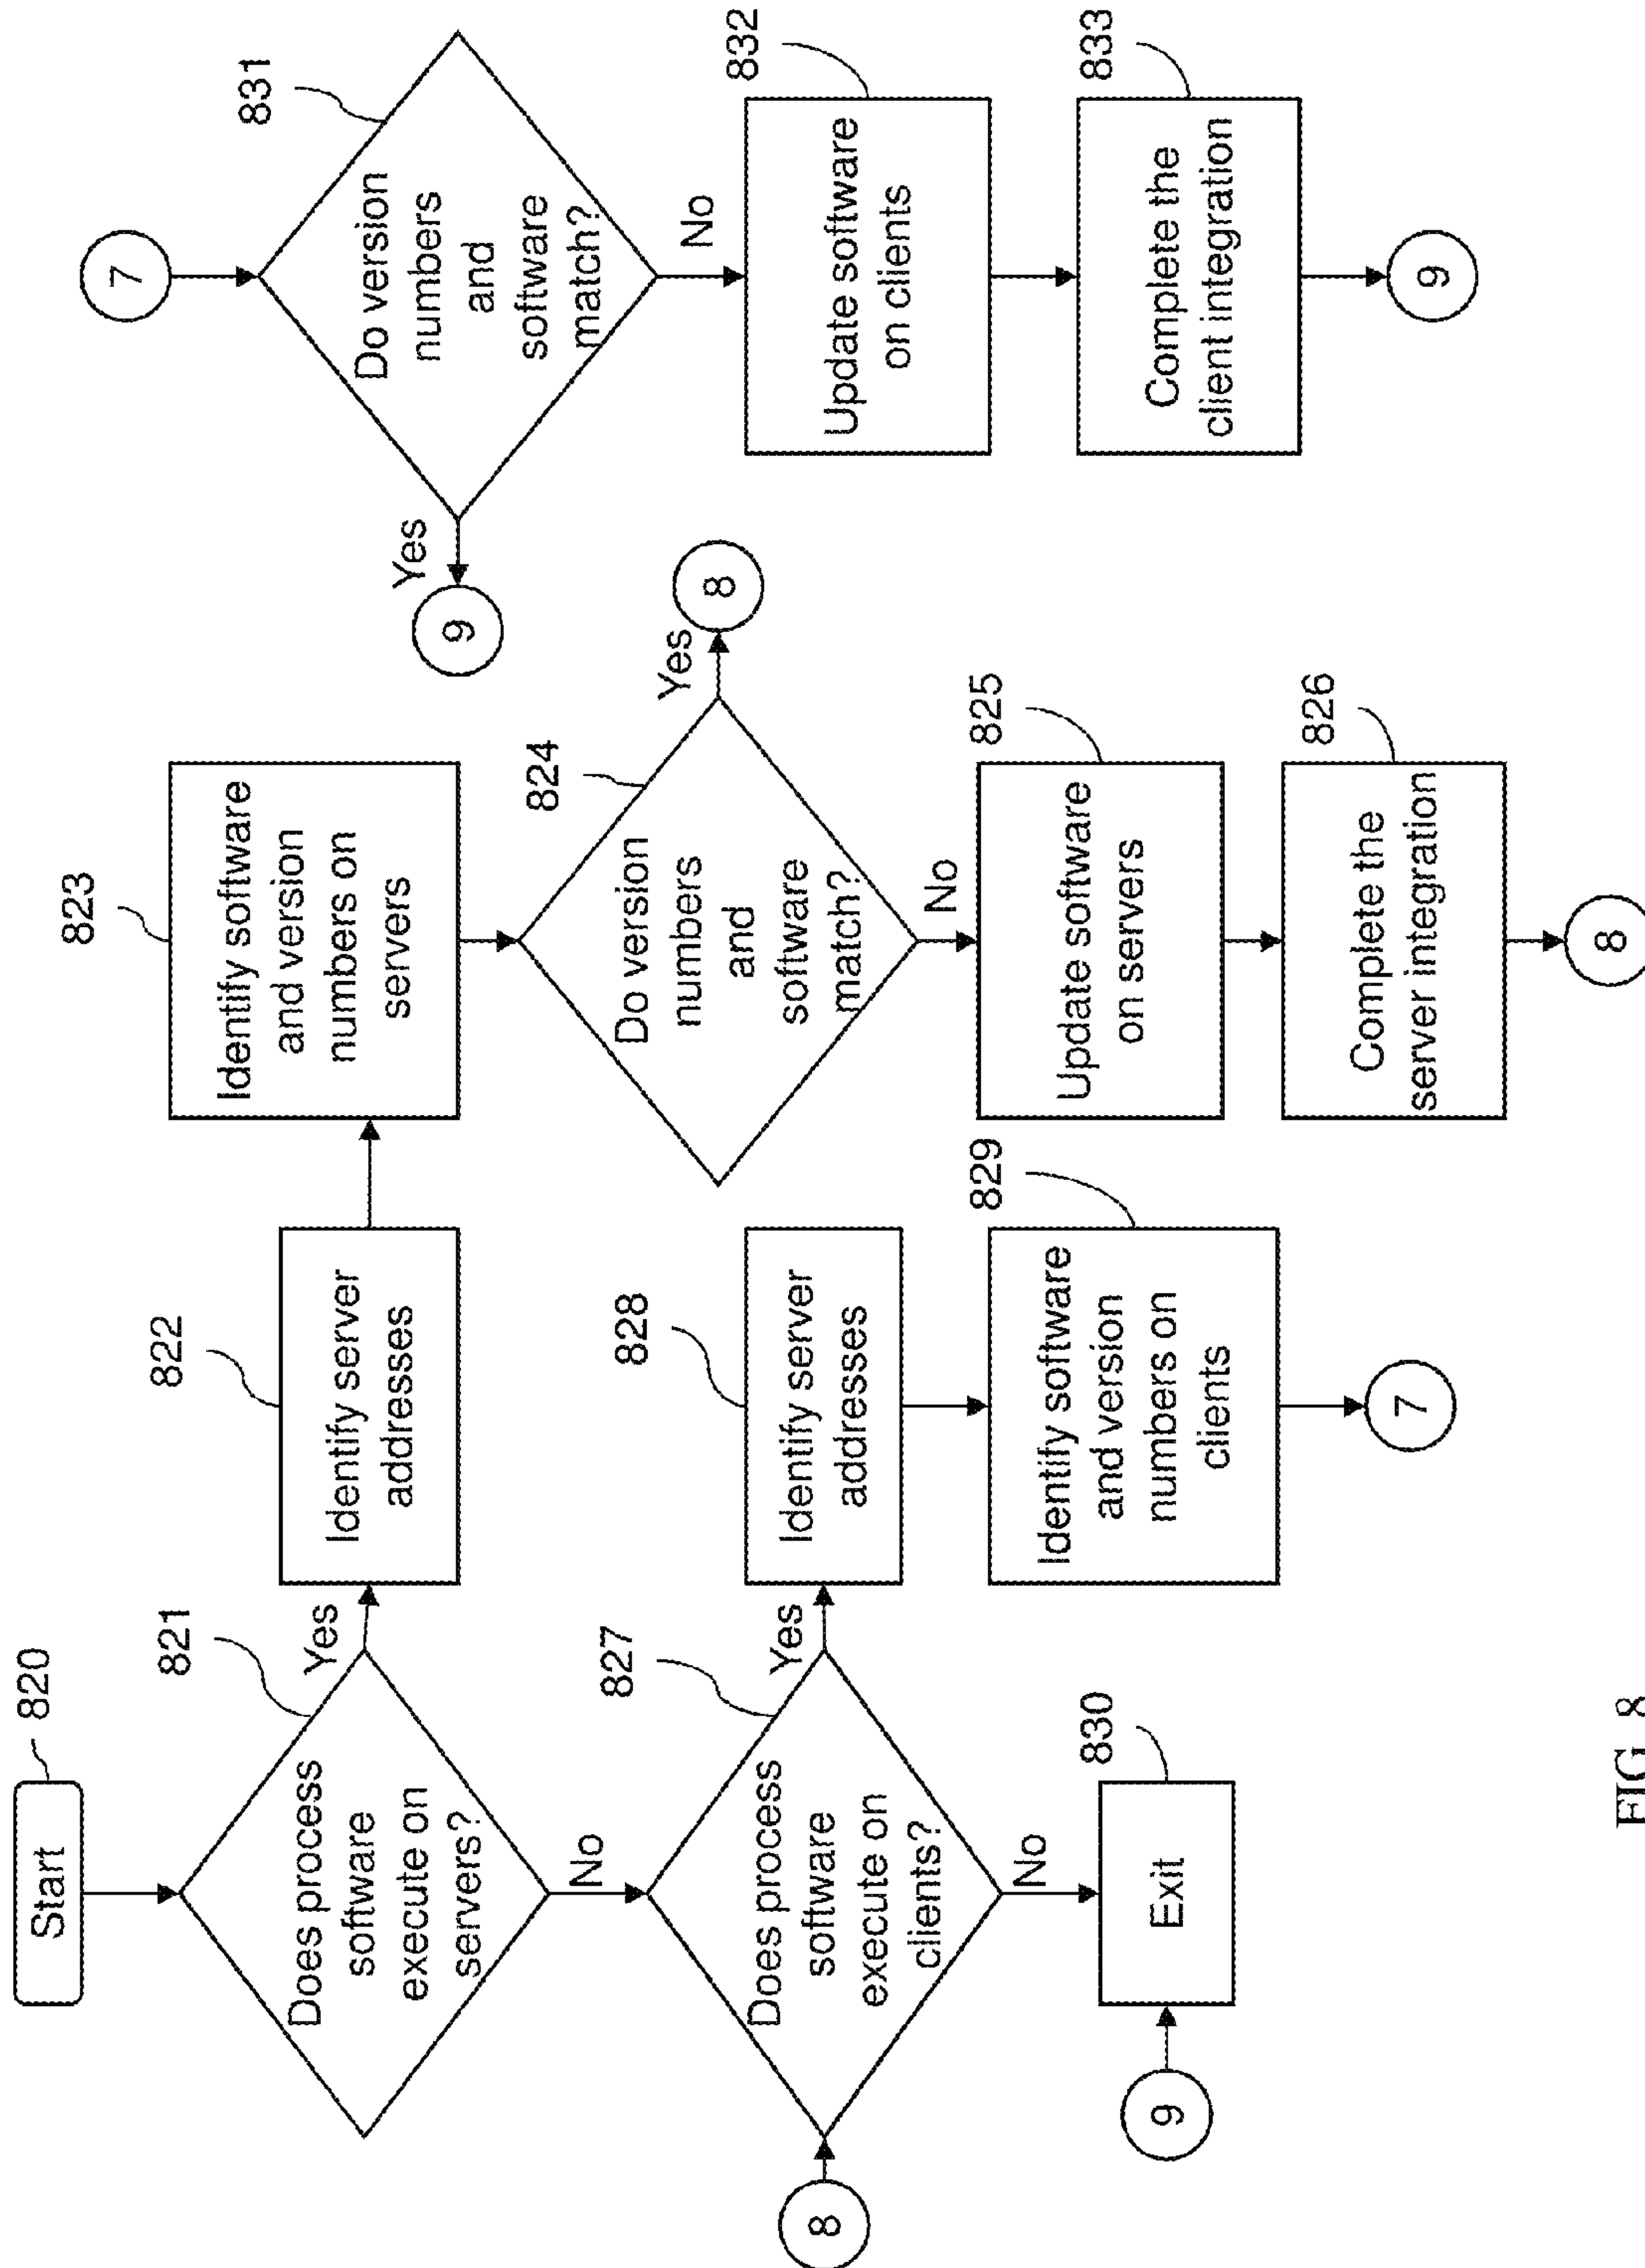 Start
820
821
Does process
software
execute on
servers?
Yes
No
822
Identify server
addresses
823
Identify software
and version
numbers on
servers
824
Do version
numbers
and
software
match?
Yes
8
No
825
Update software
on servers
826
Complete the
server integration
8
8
827
Does process
software
execute on
clients?
Yes
No
828
Identify server
addresses
829
Identify software
and version
numbers on
clients
7
9
830
Exit
7
831
Do version
numbers
and
software
match?
Yes
9
No
832
Update software
on clients
833
Complete the
client integration
9
FIG. 8